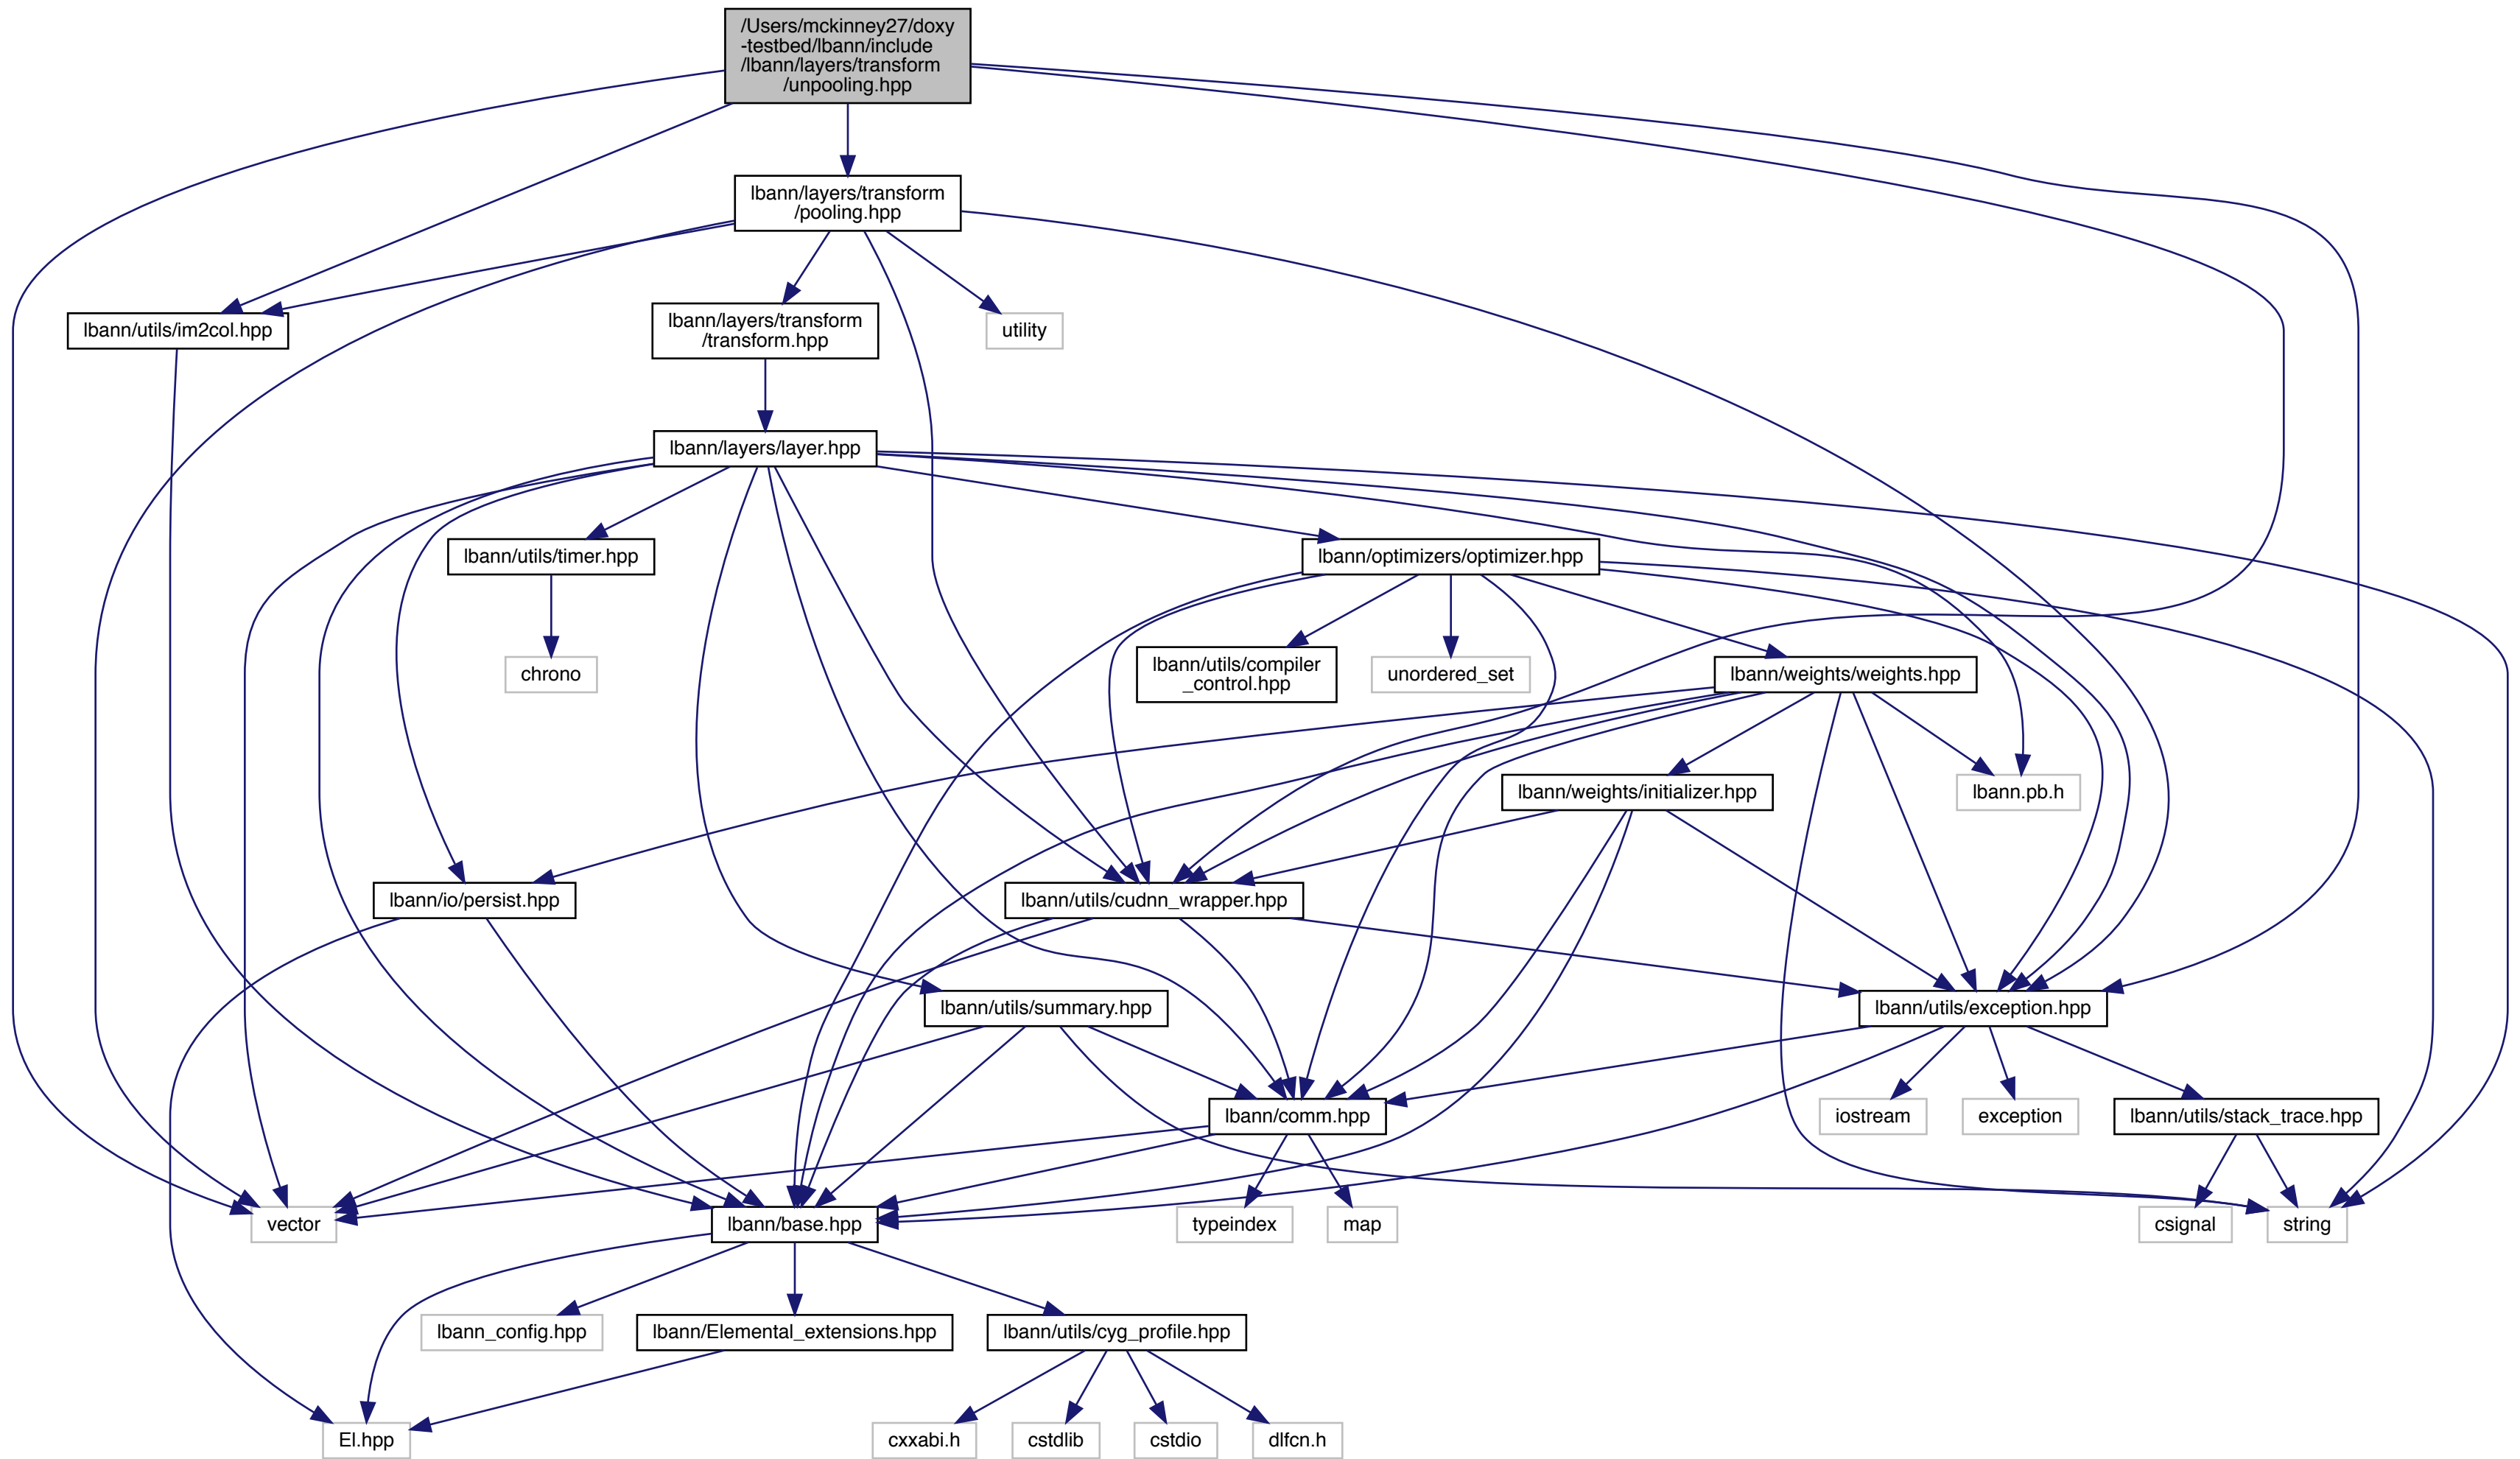 /Users/mckinney27/doxy
-testbed/lbann/include
/lbann/layers/transform
/unpooling.hpp
lbann/layers/transform
/pooling.hpp
lbann/utils/im2col.hpp
lbann/layers/transform
/transform.hpp
utility
lbann/layers/layer.hpp
lbann/utils/timer.hpp
lbann/optimizers/optimizer.hpp
chrono
lbann/utils/compiler
_control.hpp
unordered_set
lbann/weights/weights.hpp
lbann/weights/initializer.hpp
lbann.pb.h
lbann/io/persist.hpp
lbann/utils/cudnn_wrapper.hpp
lbann/utils/summary.hpp
lbann/utils/exception.hpp
lbann/comm.hpp
iostream
exception
lbann/utils/stack_trace.hpp
vector
lbann/base.hpp
typeindex
map
csignal
string
lbann_config.hpp
lbann/Elemental_extensions.hpp
lbann/utils/cyg_profile.hpp
El.hpp
cxxabi.h
cstdlib
cstdio
dlfcn.h